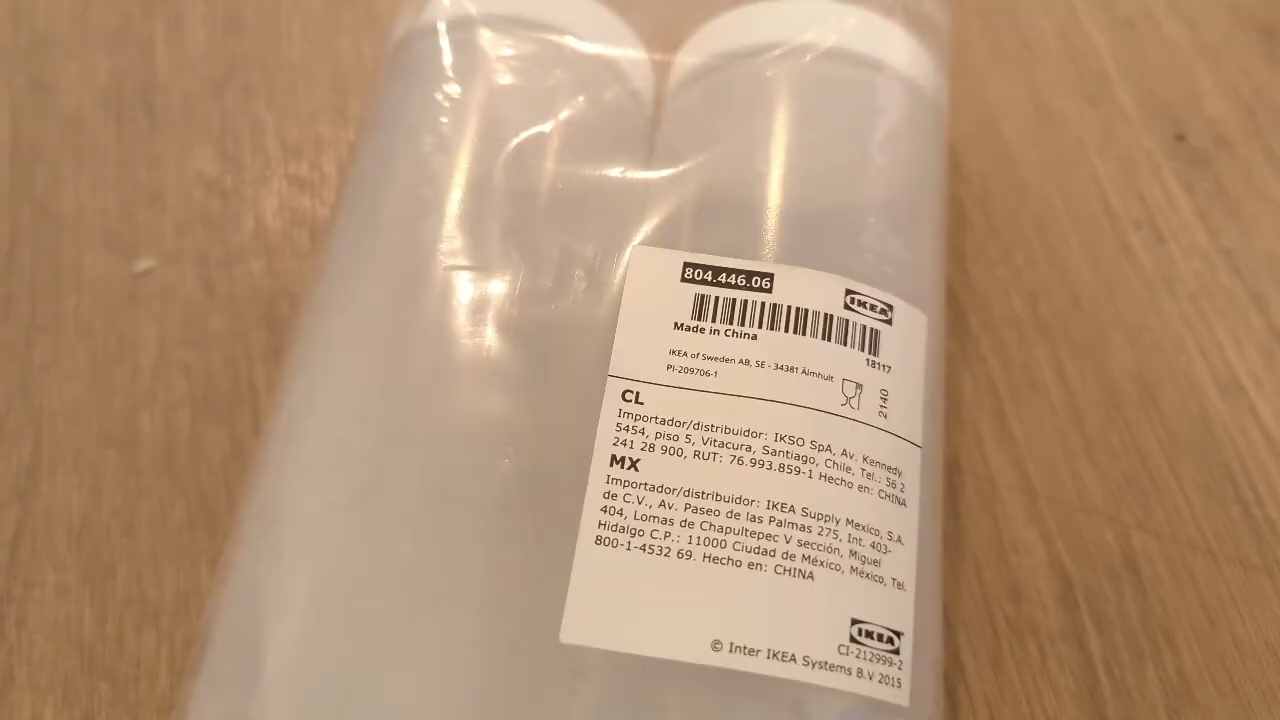 804.446.06
IKEA
Made in China
18117
IKEA of Sweden AB, SE - 34381 Älmhult
PI-209706-1
2140
CL
Importador/distribuidor: IKSO SpA, Av. Kennedy
5454, piso 5, Vitacura, Santiago, Chile, Tel.: 56 2
241 28 900, RUT: 76.993.859-1 Hecho en: CHINA
MX
Importador/distribuidor: IKEA Supply Mexico, S.A.
de C.V., Av. Paseo de las Palmas 275, Int. 403-
404, Lomas de Chapultepec V sección, Miguel
Hidalgo C.P.: 11000 Ciudad de México, México, Tel.
800-1-4532 69. Hecho en: CHINA
IKEA
CI-212999-2
© Inter IKEA Systems B.V 2015